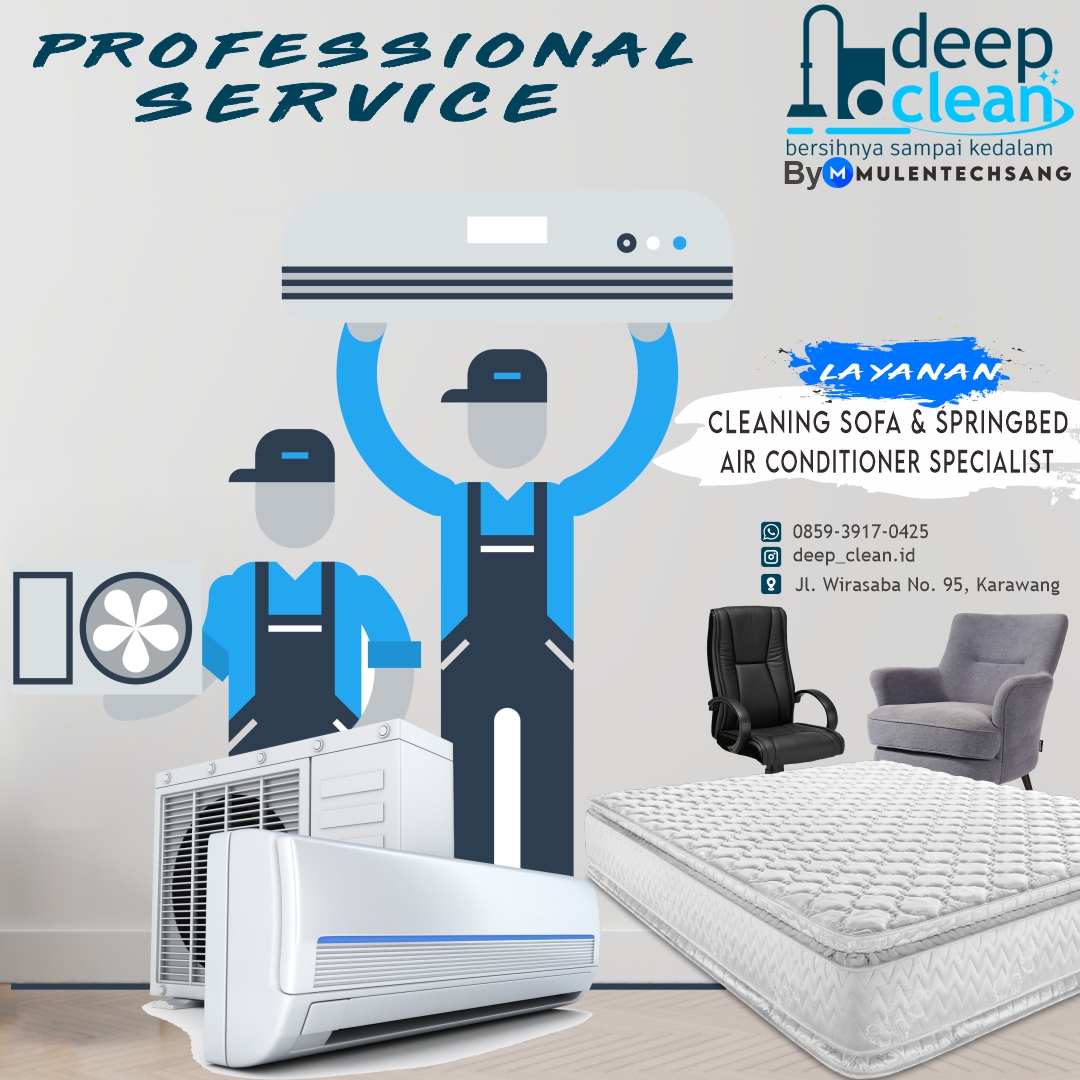 PROFESSIONAL
SERVICE
deep
clean
bersihnya sampai kedalam
By M MULENTECHSANG
LAYANAN
CLEANING SOFA & SPRINGBED
AIR CONDITIONER SPECIALIST
0859-3917-0425
deep_clean.id
Jl. Wirasaba No. 95, Karawang